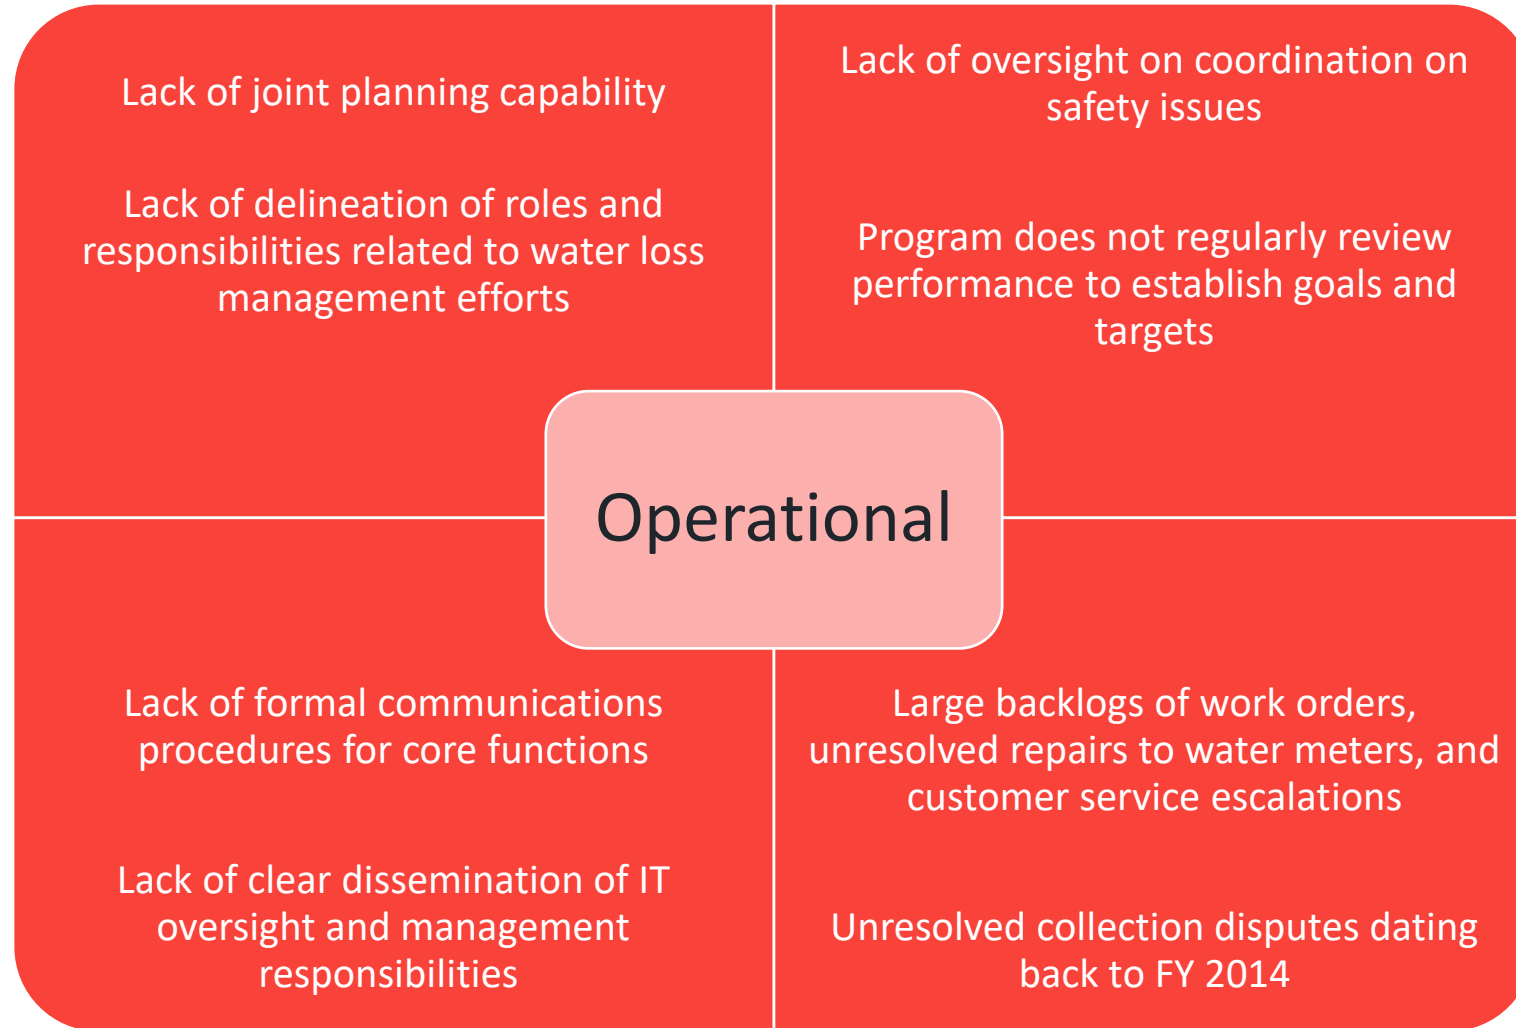 Lack of joint planning capability
Lack of delineation of roles and
responsibilities related to water loss
management efforts
Lack of oversight on coordination on
safety issues
Program does not regularly review
performance to establish goals and
targets
Operational
Lack of formal communications
procedures for core functions
Lack of clear dissemination of IT
oversight and management
responsibilities
Large backlogs of work orders,
unresolved repairs to water meters, and
customer service escalations
Unresolved collection disputes dating
back to FY 2014